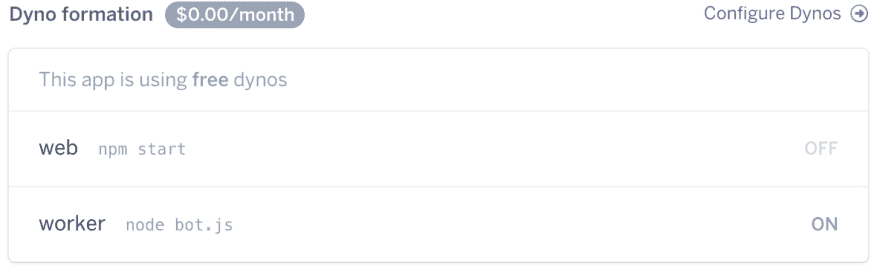 Dyno formation $0.00/month Configure Dynos
This app is using free dynos
web npm start OFF
worker node bot.js ON